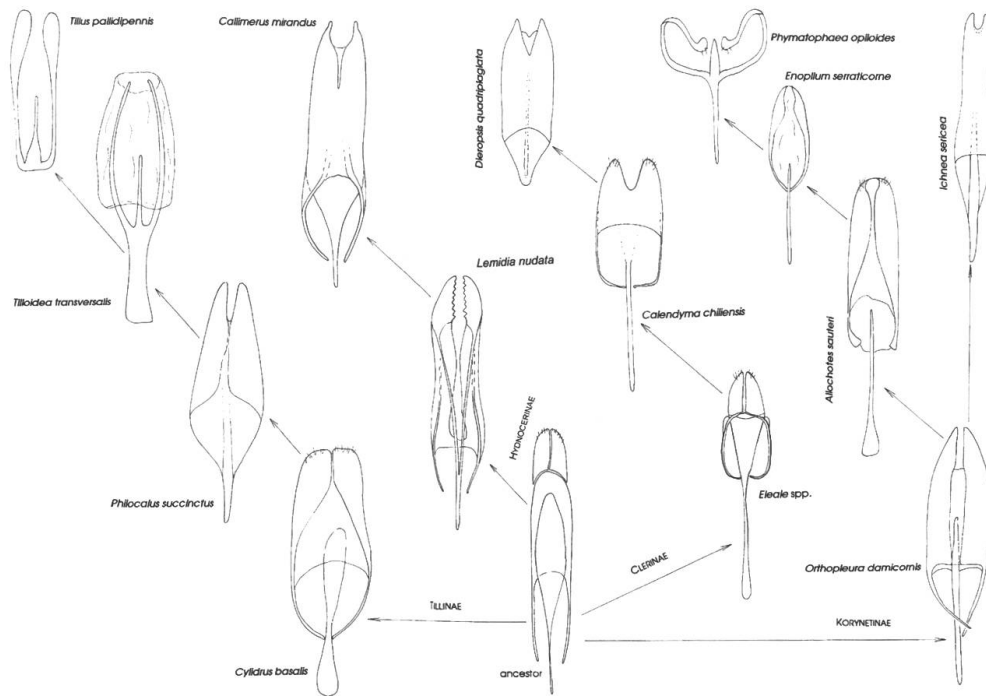 Tillus pallidipennis
Callimerus mirandus
Dieropsis quadriplagiata
Phymatophaea opiloides
Enoplium serraticorne
Ichnea sericea
Lemidia nudata
Tilloidea transversalis
Calendyma chiliensis
Allochotes sauteri
HYDNOCERINAE
Philocalus succinctus
Eleale spp.
CLERINAE
Orthopleura damicornis
TILLINAE
KORYNETINAE
Cylidrus basalis
ancestor